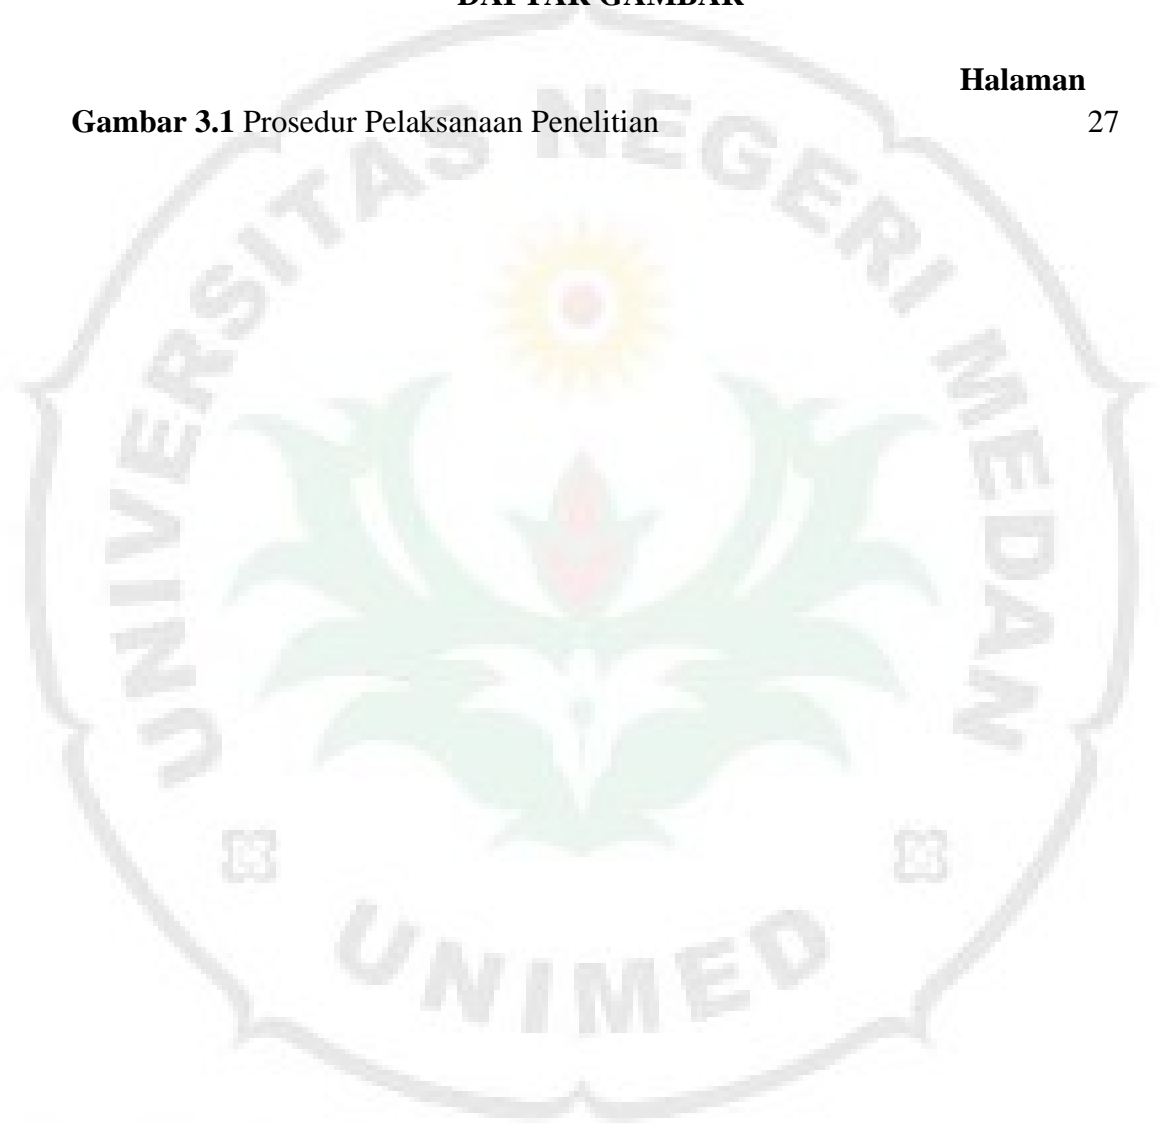 DAFTAR GAMBAR
Halaman
Gambar 3.1 Prosedur Pelaksanaan Penelitian 27
UNIVERSITAS NEGERI MEDAN
UNIMED